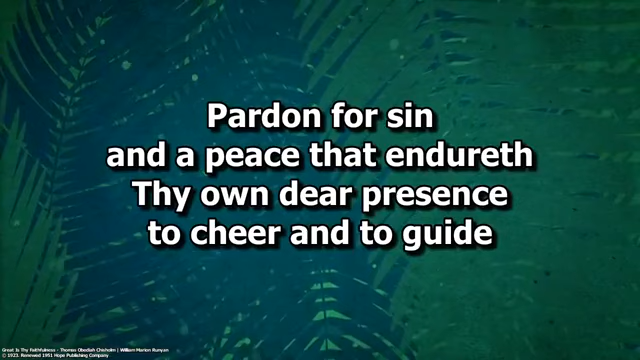 Pardon for sin
and a peace that endureth
Thy own dear presence
to cheer and to guide
Great Is Thy Faithfulness - Thomas Obediah Chisholm | William Marion Runyan
© 1923. Renewed 1951 Hope Publishing Company